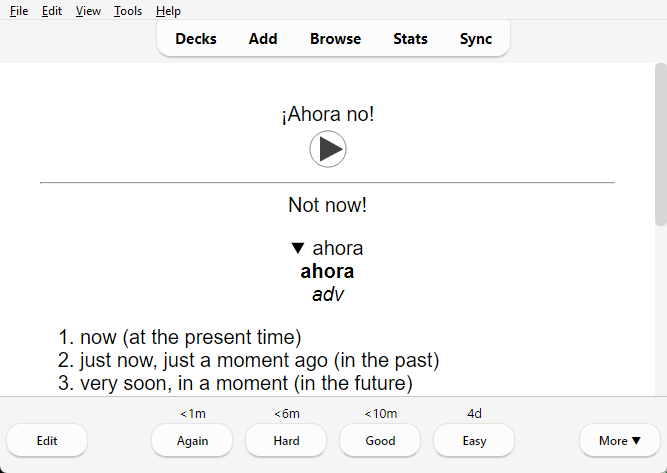 File Edit View Tools Help
Decks Add Browse Stats Sync
¡Ahora no!
Not now!
▼ ahora
ahora
adv
1. now (at the present time)
2. just now, just a moment ago (in the past)
3. very soon, in a moment (in the future)
<1m <6m <10m 4d
Edit Again Hard Good Easy More ▼